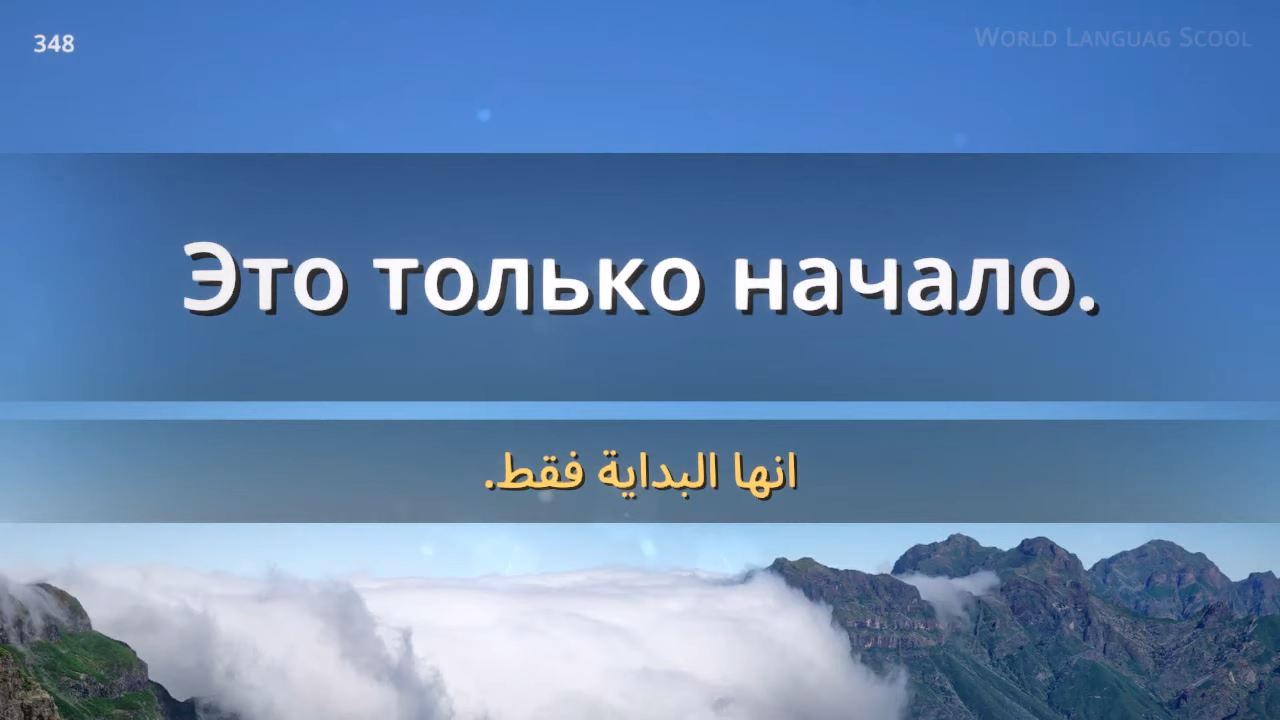 348
World Languag Scool
Это только начало.
انها البداية فقط.